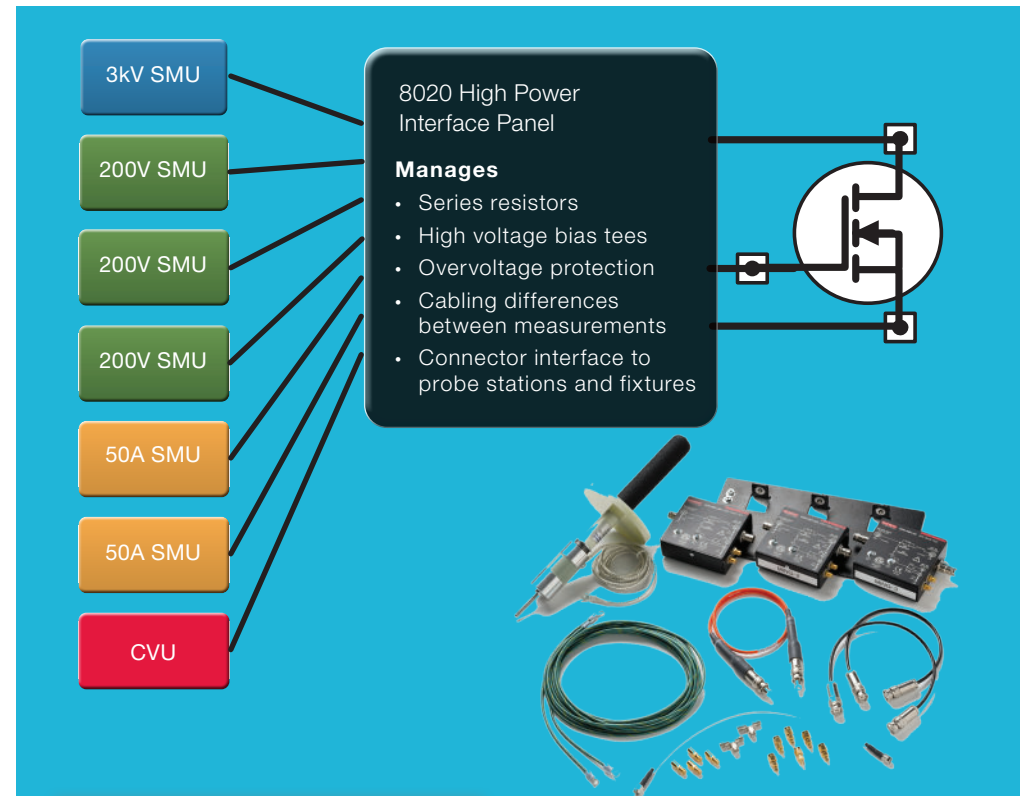 3kV SMU
200V SMU
200V SMU
200V SMU
50A SMU
50A SMU
CVU
8020 High Power
Interface Panel
Manages
• Series resistors
• High voltage bias tees
• Overvoltage protection
• Cabling differences
between measurements
• Connector interface to
probe stations and fixtures